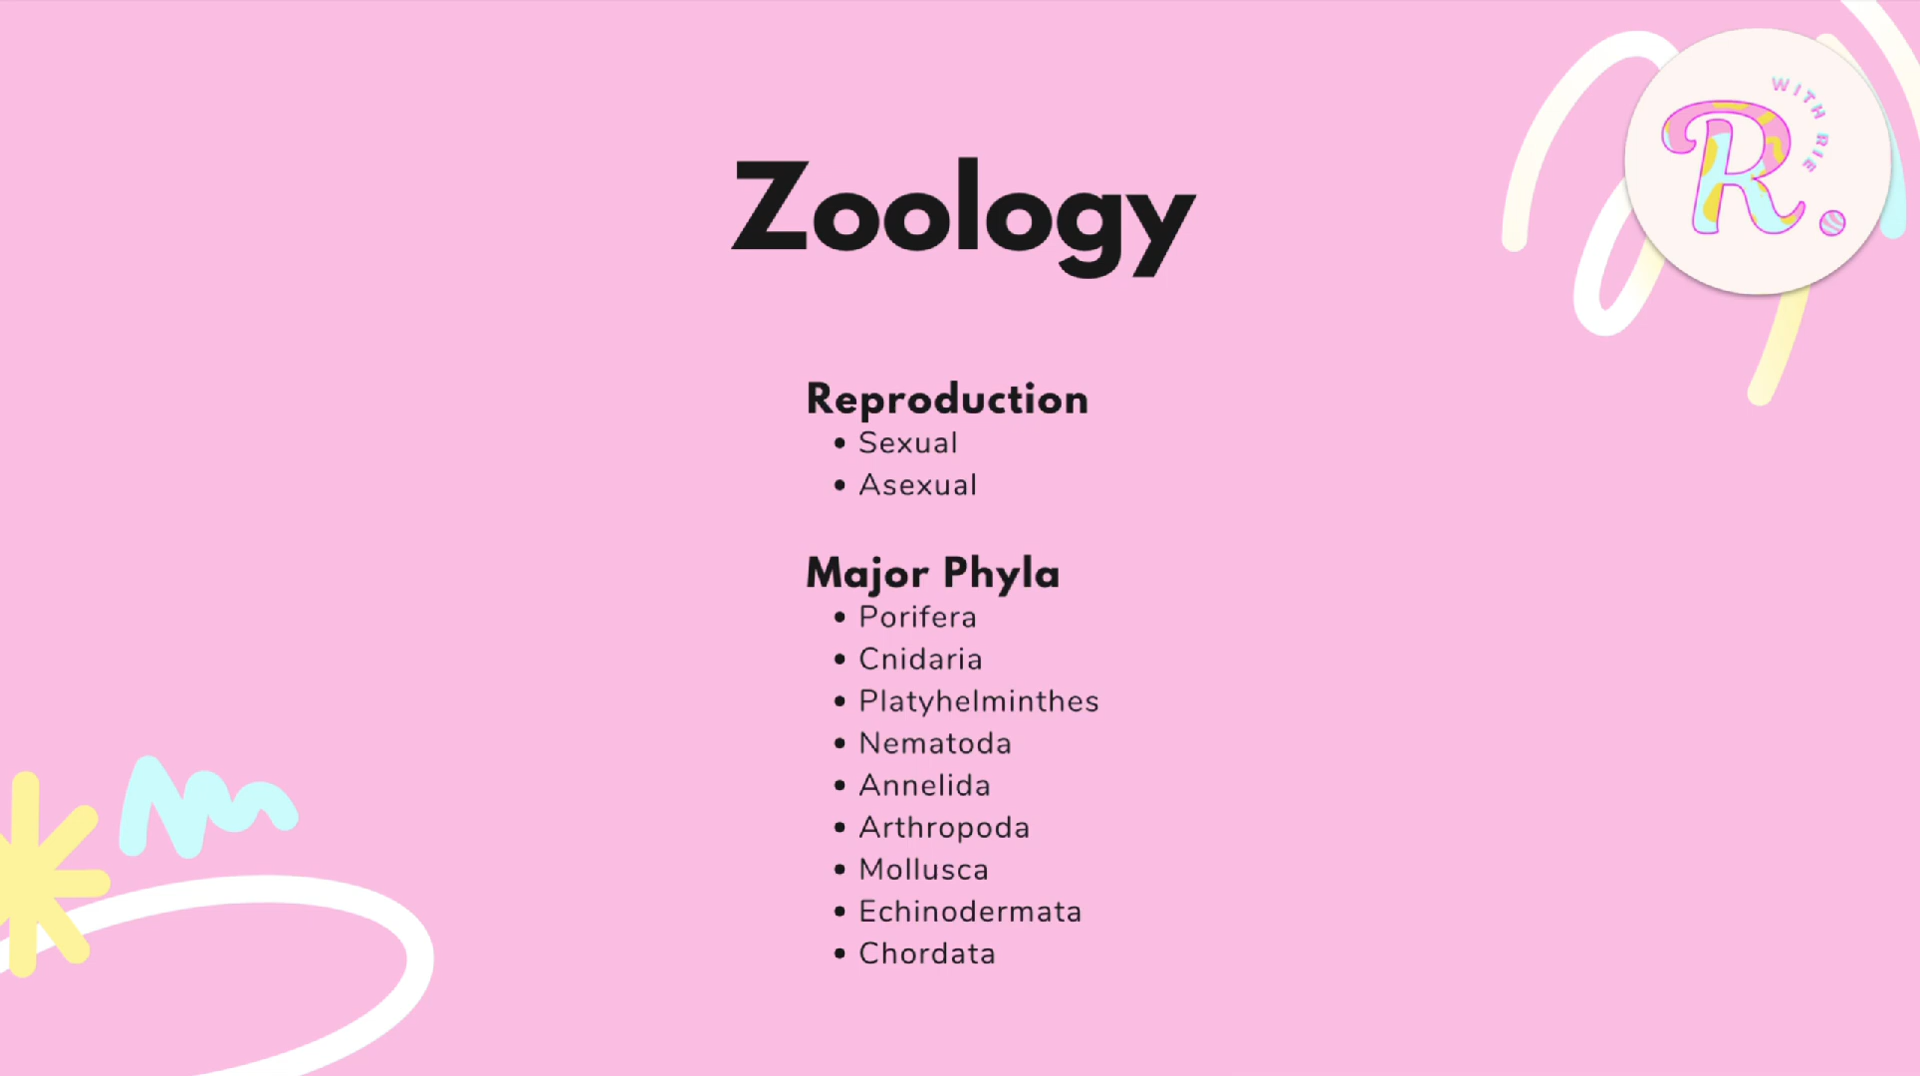 Zoology
WITH RIE
R.
Reproduction
• Sexual
• Asexual
Major Phyla
• Porifera
• Cnidaria
• Platyhelminthes
• Nematoda
• Annelida
• Arthropoda
• Mollusca
• Echinodermata
• Chordata